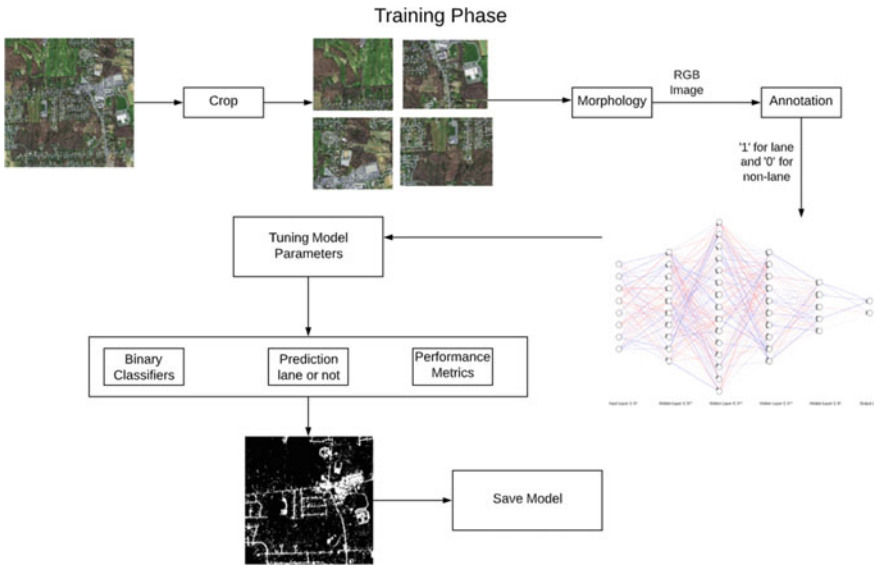 Training Phase
Crop
Morphology
RGB
Image
Annotation
'1' for lane
and '0' for
non-lane
Tuning Model
Parameters
Binary
Classifiers
Prediction
lane or not
Performance
Metrics
Save Model